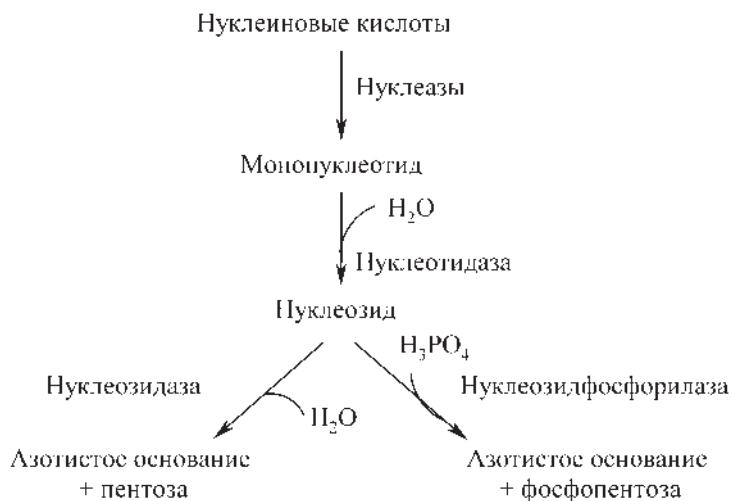 Нуклеиновые кислоты
Нуклеазы
Мононуклеотид
H₂O
Нуклеотидаза
Нуклеозид
H₃PO₄
Нуклеозидаза
Нуклеозидфосфорилаза
H₂O
Азотистое основание
+ пентоза
Азотистое основание
+ фосфопентоза